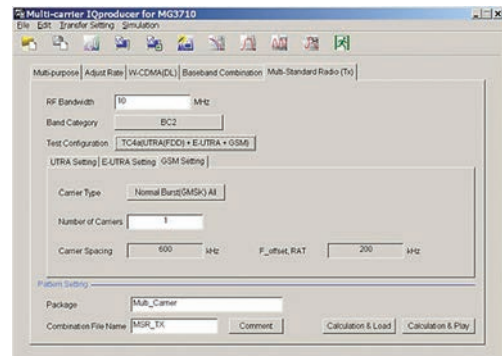 Multi-carrier IQproducer for MG3710
File Edit Transfer Setting Simulation
Multi-purpose Adjust Rate W-CDMA(DL) Baseband Combination Multi-Standard Radio (Tx)
RF Bandwidth 10 MHz
Band Category BC2
Test Configuration TC4a(UTRA(FDD) + E-UTRA + GSM)
UTRA Setting E-UTRA Setting GSM Setting
Carrier Type Normal Burst(GMSK) All
Number of Carriers 1
Carrier Spacing 600 kHz F_offset, RAT 200 kHz
Pattern Setting
Package Multi_Carrier
Combination File Name MSR_TX Comment Calculation & Load Calculation & Play